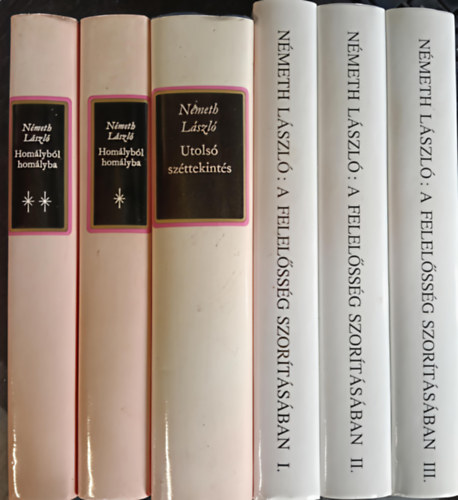 Németh
László
Homályból
homályba
**
Németh
László
Homályból
homályba
*
Németh
László
Utolsó
széttekintés
NÉMETH LÁSZLÓ: A FELELŐSSÉG SZORÍTÁSÁBAN I.
NÉMETH LÁSZLÓ: A FELELŐSSÉG SZORÍTÁSÁBAN II.
NÉMETH LÁSZLÓ: A FELELŐSSÉG SZORÍTÁSÁBAN III.